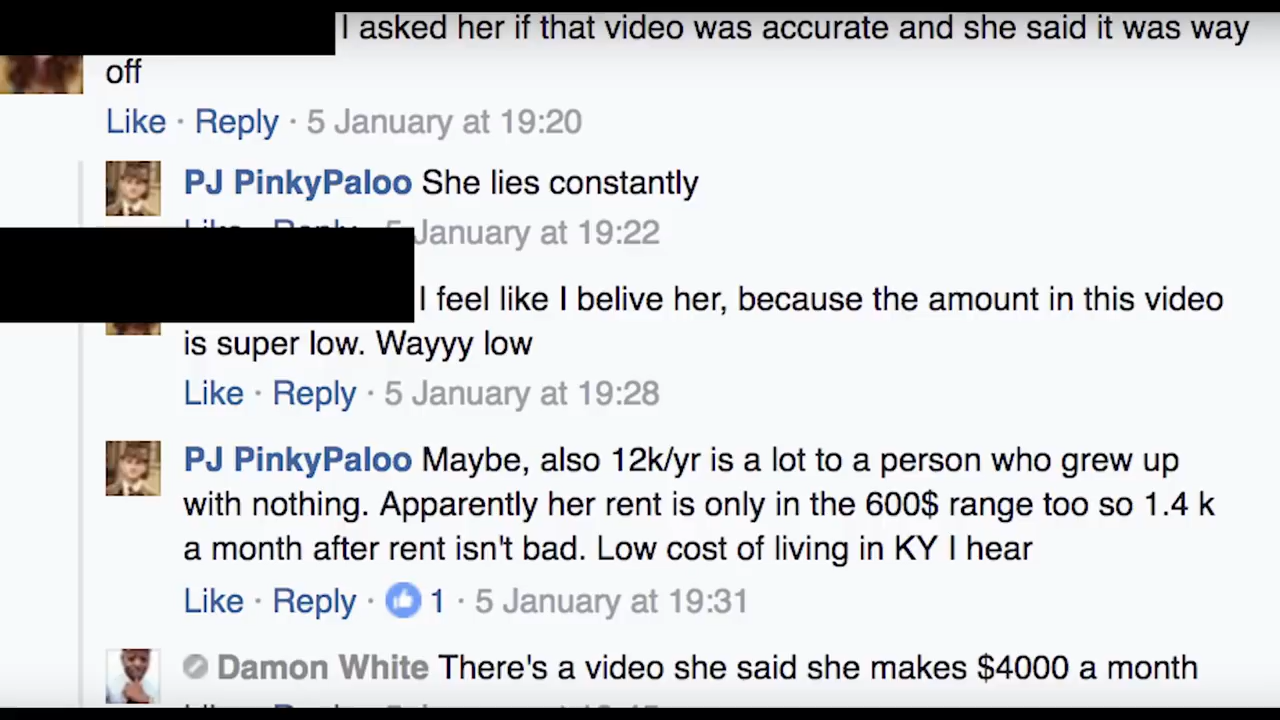 I asked her if that video was accurate and she said it was way
off
Like · Reply · 5 January at 19:20
PJ PinkyPaloo She lies constantly
Like · Reply · 5 January at 19:22
I feel like I belive her, because the amount in this video
is super low. Wayyy low
Like · Reply · 5 January at 19:28
PJ PinkyPaloo Maybe, also 12k/yr is a lot to a person who grew up
with nothing. Apparently her rent is only in the 600$ range too so 1.4 k
a month after rent isn't bad. Low cost of living in KY I hear
Like · Reply · 1 · 5 January at 19:31
Damon White There's a video she said she makes $4000 a month